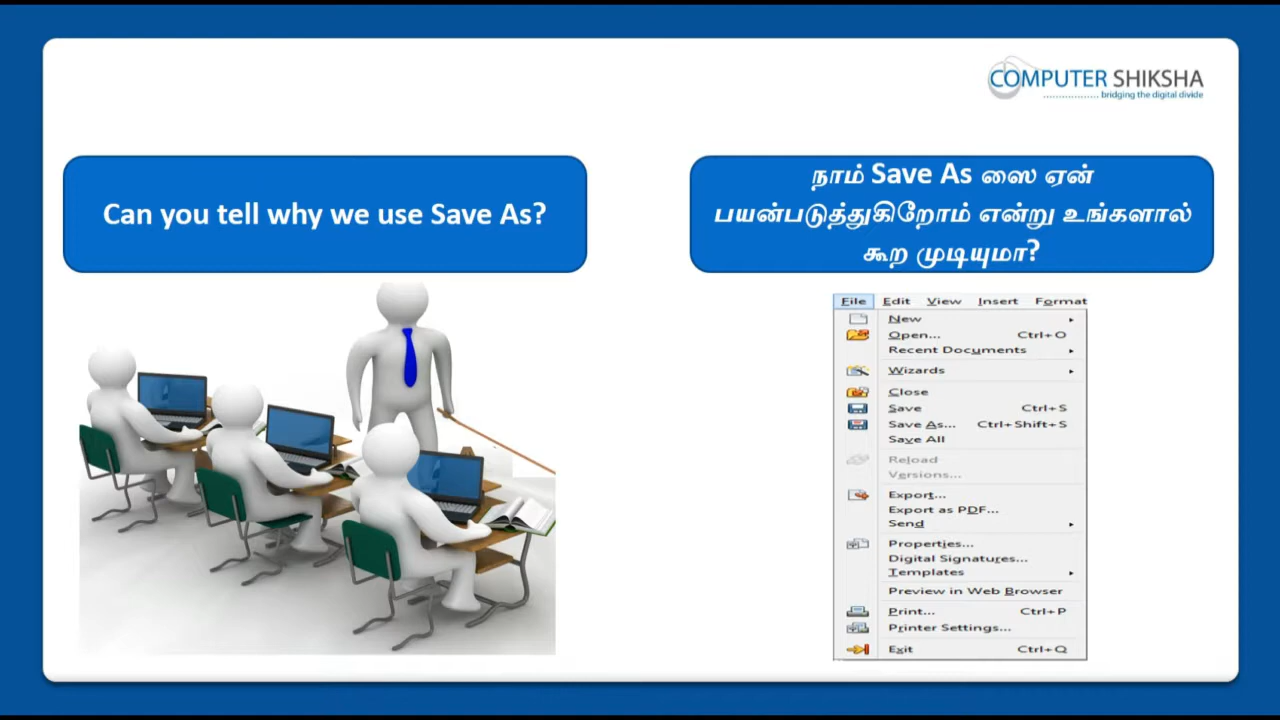 COMPUTER SHIKSHA
bridging the digital divide
Can you tell why we use Save As?
நாம் Save As ஸை ஏன்
பயன்படுத்துகிறோம் என்று உங்களால்
கூற முடியுமா?
File Edit View Insert Format
New
Open... Ctrl+O
Recent Documents
Wizards
Close
Save Ctrl+S
Save As... Ctrl+Shift+S
Save All
Reload
Versions...
Export...
Export as PDF...
Send
Properties...
Digital Signatures...
Templates
Preview in Web Browser
Print... Ctrl+P
Printer Settings...
Exit Ctrl+Q